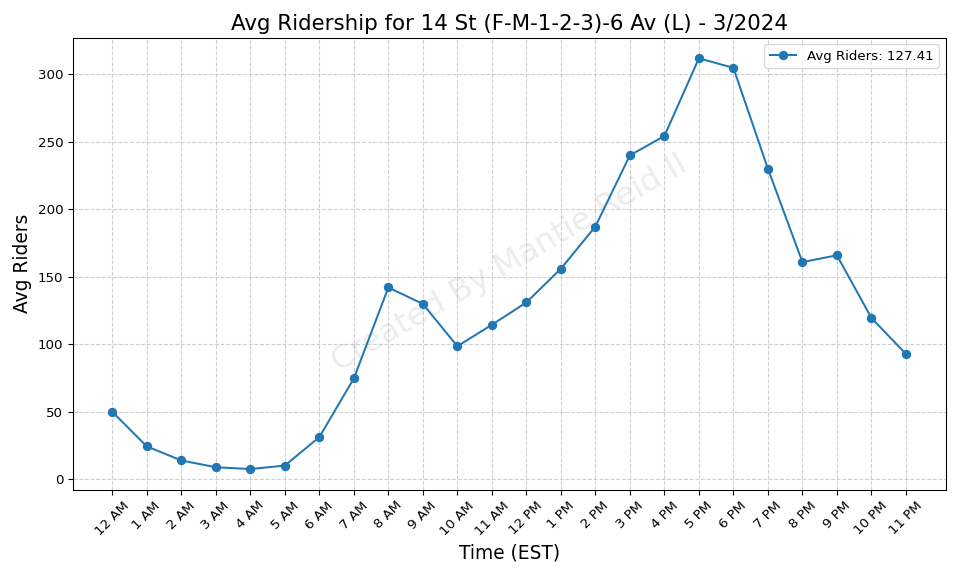 Avg Ridership for 14 St (F-M-1-2-3)-6 Av (L) - 3/2024
Avg Riders: 127.41
300
250
200
150
100
50
0
Avg Riders
Created By Mantle Reid II
12 AM
1 AM
2 AM
3 AM
4 AM
5 AM
6 AM
7 AM
8 AM
9 AM
10 AM
11 AM
12 PM
1 PM
2 PM
3 PM
4 PM
5 PM
6 PM
7 PM
8 PM
9 PM
10 PM
11 PM
Time (EST)